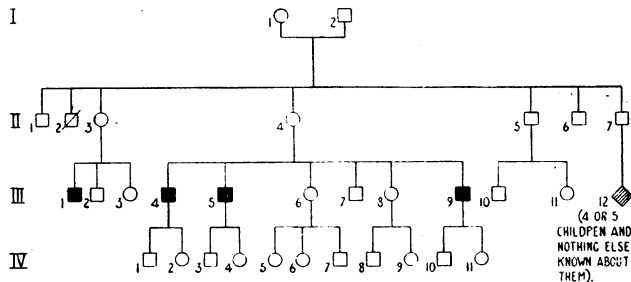 I
1 2
II
1 2 3 4 5 6 7
III
1 2 3 4 5 6 7 8 9 10 11 12
(4 OR 5
CHILDPEN AND
NOTHING ELSE
KNOWN ABOUT
THEM).
IV
1 2 3 4 5 6 7 8 9 10 11